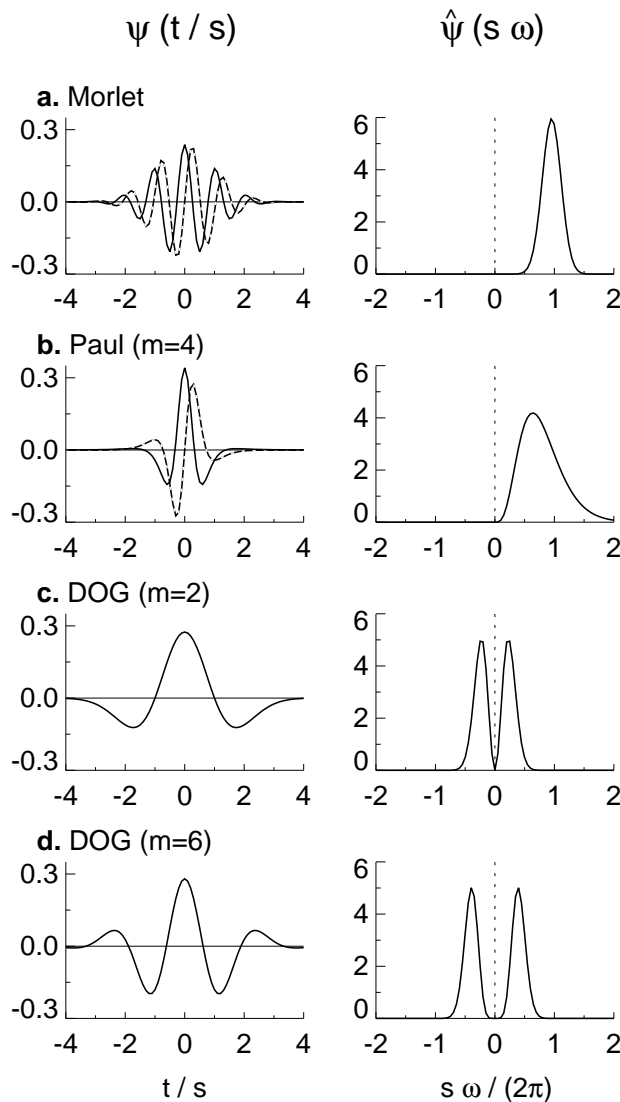 ψ (t / s) ψ̂ (s ω)
a. Morlet
0.3
0.0
-0.3
-4 -2 0 2 4
6
4
2
0
-2 -1 0 1 2
b. Paul (m=4)
0.3
0.0
-0.3
-4 -2 0 2 4
6
4
2
0
-2 -1 0 1 2
c. DOG (m=2)
0.3
0.0
-0.3
-4 -2 0 2 4
6
4
2
0
-2 -1 0 1 2
d. DOG (m=6)
0.3
0.0
-0.3
-4 -2 0 2 4
6
4
2
0
-2 -1 0 1 2
t / s
s ω / (2π)